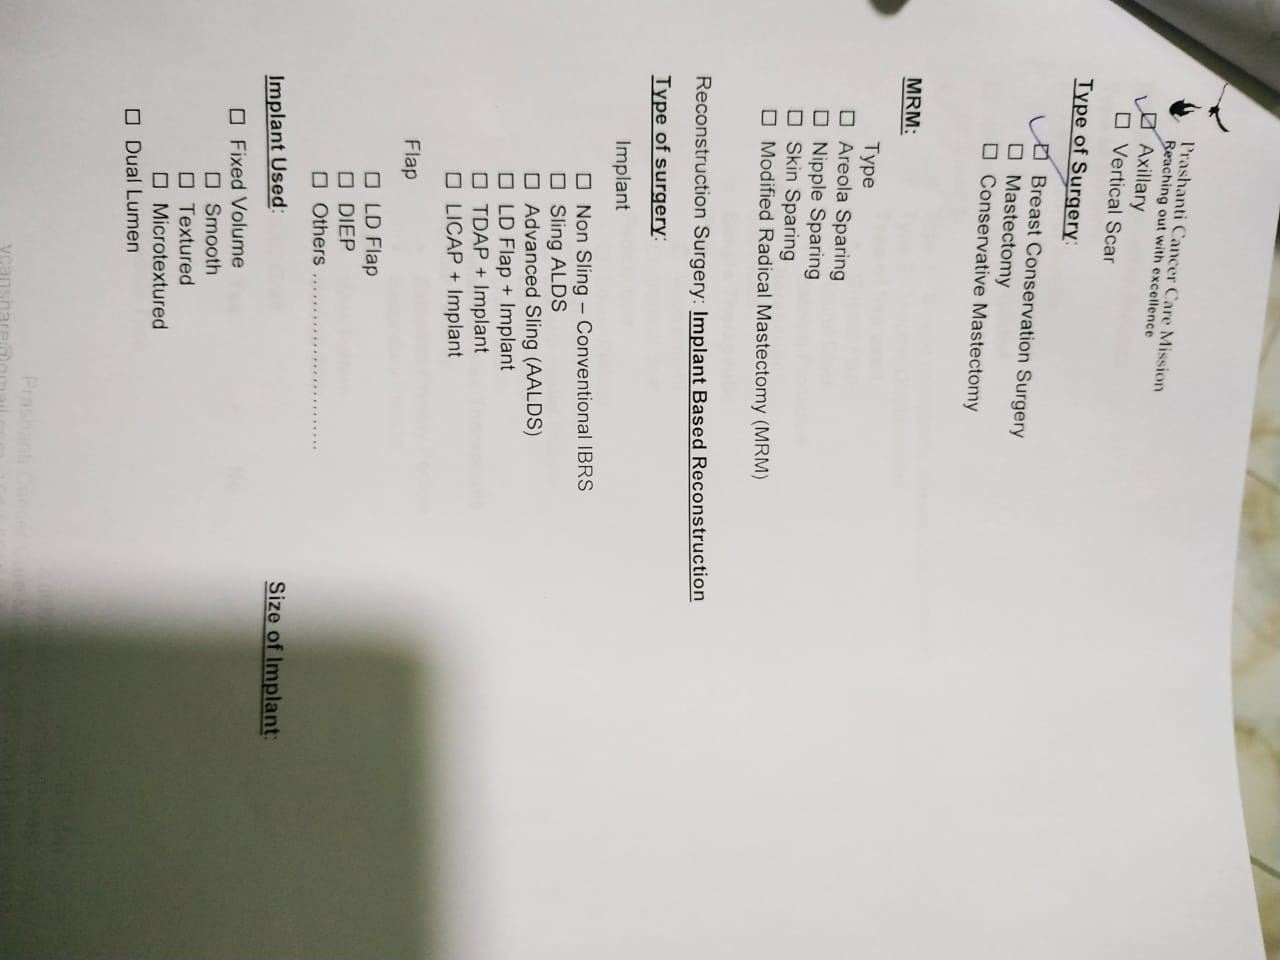 Prashanti Cancer Care Mission
Reaching out with excellence
☑ Axillary
☐ Vertical Scar
Type of Surgery:
☑ Breast Conservation Surgery
☐ Mastectomy
☐ Conservative Mastectomy
MRM:
Type
☐ Areola Sparing
☐ Nipple Sparing
☐ Skin Sparing
☐ Modified Radical Mastectomy (MRM)
Reconstruction Surgery: Implant Based Reconstruction
Type of surgery:
Implant
☐ Non Sling – Conventional IBRS
☐ Sling ALDS
☐ Advanced Sling (AALDS)
☐ LD Flap + Implant
☐ TDAP + Implant
☐ LICAP + Implant
Flap
☐ LD Flap
☐ DIEP
☐ Others ..............................
Implant Used: Size of Implant:
☐ Fixed Volume
☐ Smooth
☐ Textured
☐ Microtextured
☐ Dual Lumen